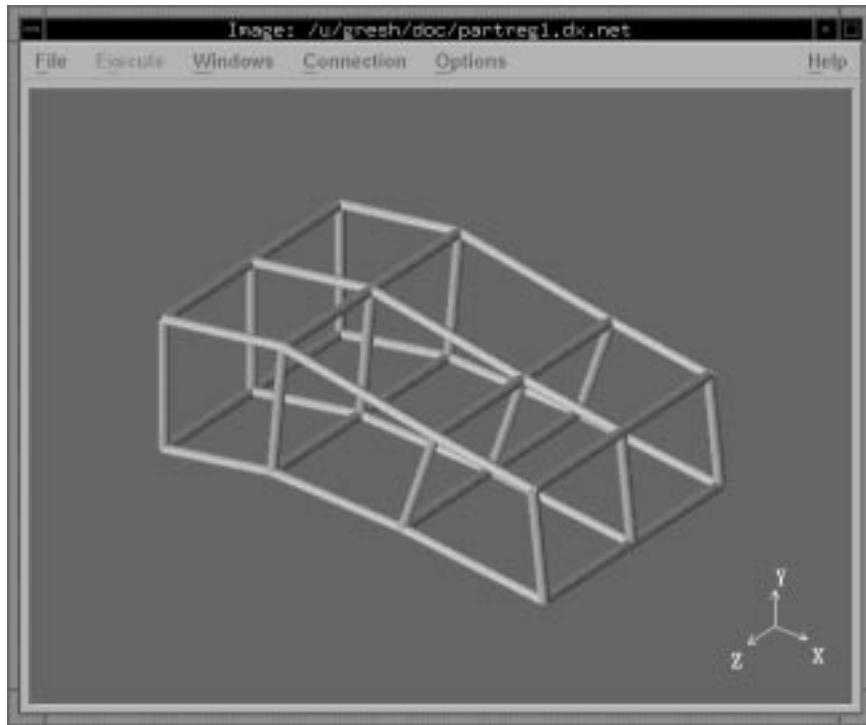 Image: /u/gresh/doc/partreg1.dx.net
File Execute Windows Connection Options Help
Y
Z X